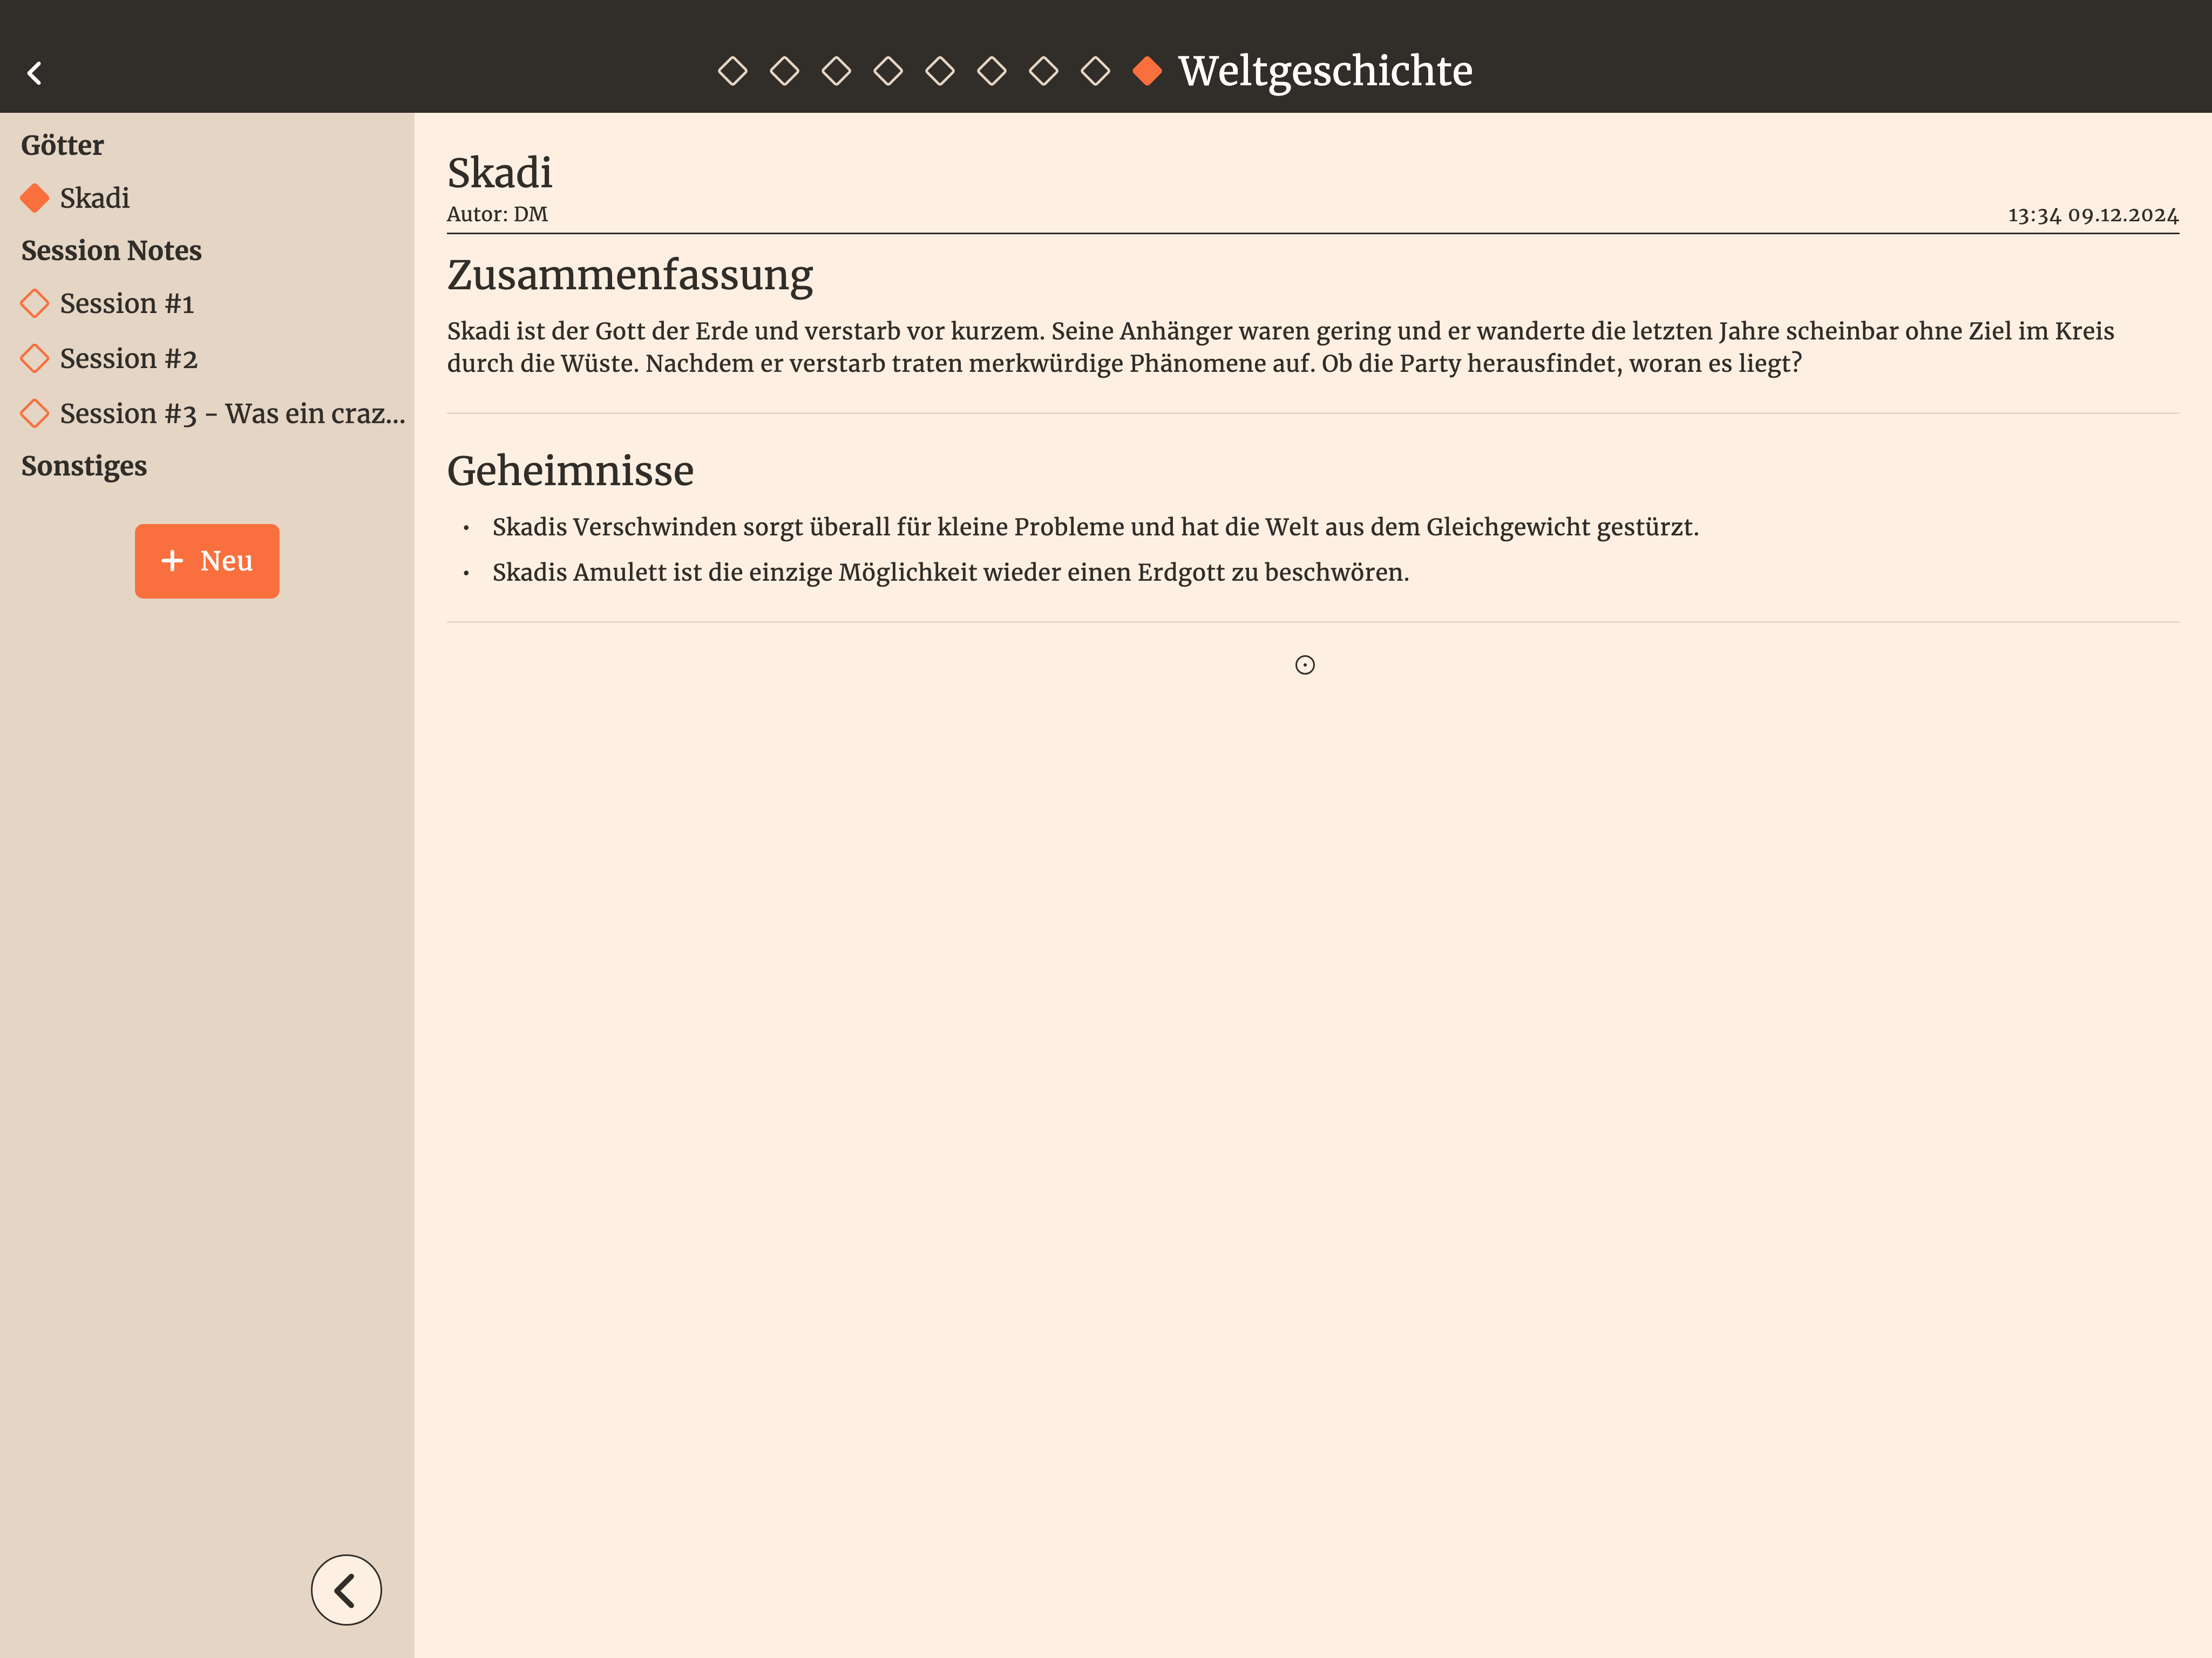 Weltgeschichte
Götter
Skadi
Session Notes
Session #1
Session #2
Session #3 - Was ein craz...
Sonstiges
+ Neu
Skadi
Autor: DM
13:34 09.12.2024
Zusammenfassung
Skadi ist der Gott der Erde und verstarb vor kurzem. Seine Anhänger waren gering und er wanderte die letzten Jahre scheinbar ohne Ziel im Kreis
durch die Wüste. Nachdem er verstarb traten merkwürdige Phänomene auf. Ob die Party herausfindet, woran es liegt?
Geheimnisse
• Skadis Verschwinden sorgt überall für kleine Probleme und hat die Welt aus dem Gleichgewicht gestürzt.
• Skadis Amulett ist die einzige Möglichkeit wieder einen Erdgott zu beschwören.